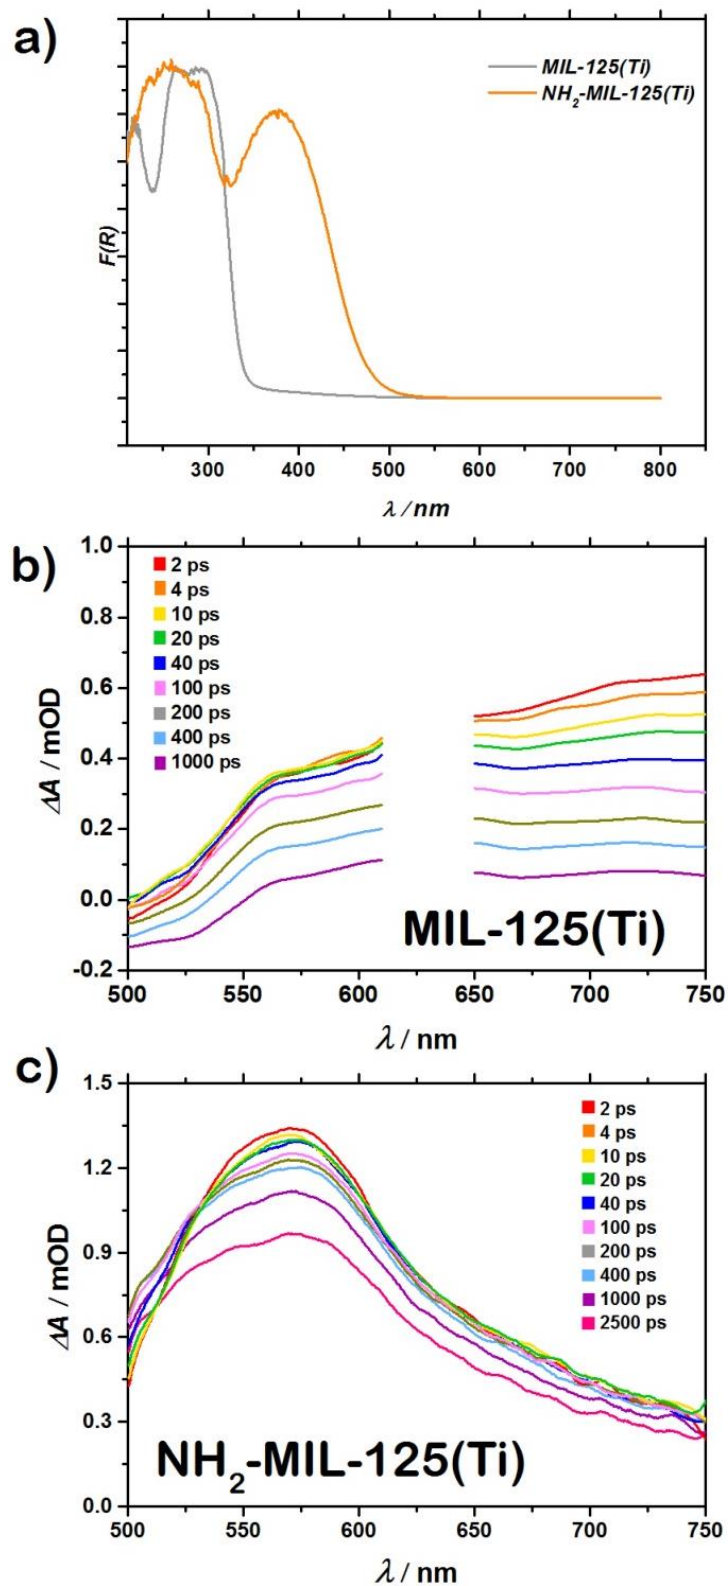 a)
MIL-125(Ti)
NH2-MIL-125(Ti)
F(R)
300 400 500 600 700 800
λ / nm
b)
1.0
0.8
0.6
0.4
0.2
0.0
-0.2
ΔA / mOD
2 ps
4 ps
10 ps
20 ps
40 ps
100 ps
200 ps
400 ps
1000 ps
MIL-125(Ti)
500 550 600 650 700 750
λ / nm
c)
1.5
1.2
0.9
0.6
0.3
0.0
ΔA / mOD
2 ps
4 ps
10 ps
20 ps
40 ps
100 ps
200 ps
400 ps
1000 ps
2500 ps
NH2-MIL-125(Ti)
500 550 600 650 700 750
λ / nm